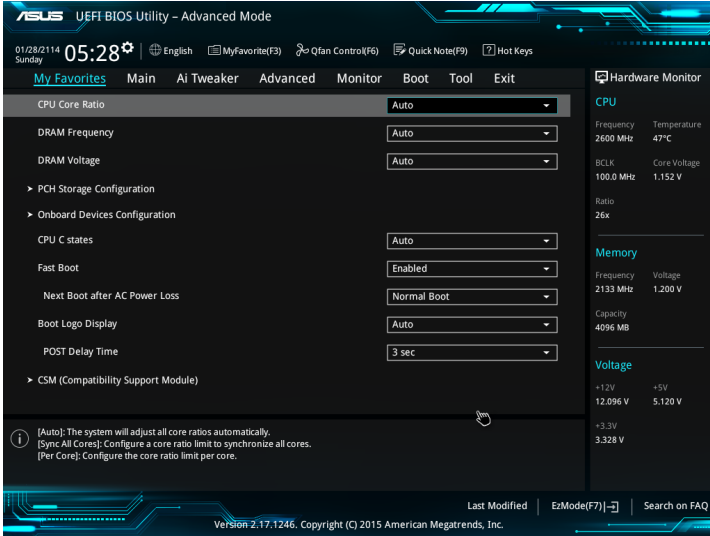 ASUS UEFI BIOS Utility – Advanced Mode
01/28/2114
Sunday
05:28
English
MyFavorite(F3)
Qfan Control(F6)
Quick Note(F9)
? Hot Keys
My Favorites
Main
Ai Tweaker
Advanced
Monitor
Boot
Tool
Exit
CPU Core Ratio
Auto
DRAM Frequency
Auto
DRAM Voltage
Auto
PCH Storage Configuration
Onboard Devices Configuration
CPU C states
Auto
Fast Boot
Enabled
Next Boot after AC Power Loss
Normal Boot
Boot Logo Display
Auto
POST Delay Time
3 sec
CSM (Compatibility Support Module)
[Auto]: The system will adjust all core ratios automatically.
[Sync All Cores]: Configure a core ratio limit to synchronize all cores.
[Per Core]: Configure the core ratio limit per core.
Hardware Monitor
CPU
Frequency Temperature
2600 MHz 47°C
BCLK Core Voltage
100.0 MHz 1.152 V
Ratio
26x
Memory
Frequency Voltage
2133 MHz 1.200 V
Capacity
4096 MB
Voltage
+12V +5V
12.096 V 5.120 V
+3.3V
3.328 V
Last Modified
EzMode(F7)
Search on FAQ
Version 2.17.1246. Copyright (C) 2015 American Megatrends, Inc.